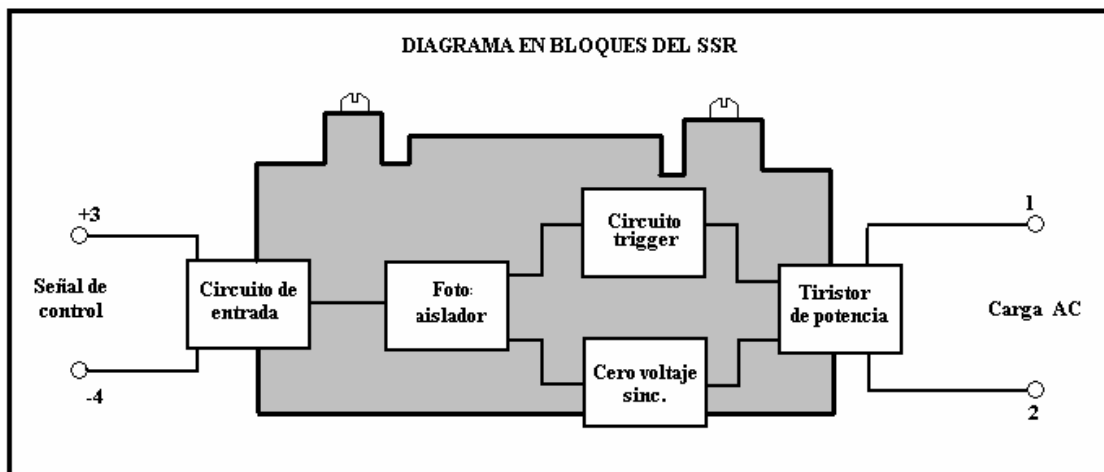 DIAGRAMA EN BLOQUES DEL SSR
+3
Señal de
control
-4
Circuito de
entrada
Foto:
aislador
Circuito
trigger
Cero voltaje
sinc.
Tiristor
de potencia
1
Carga AC
2